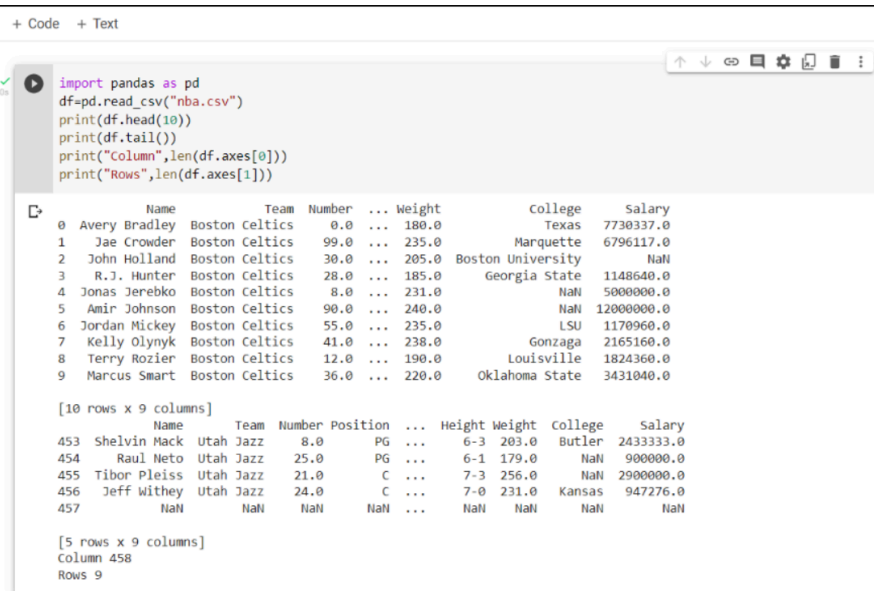 + Code + Text
import pandas as pd
df=pd.read_csv("nba.csv")
print(df.head(10))
print(df.tail())
print("Column",len(df.axes[0]))
print("Rows",len(df.axes[1]))
Name Team Number ... Weight College Salary
0 Avery Bradley Boston Celtics 0.0 ... 180.0 Texas 7730337.0
1 Jae Crowder Boston Celtics 99.0 ... 235.0 Marquette 6796117.0
2 John Holland Boston Celtics 30.0 ... 205.0 Boston University NaN
3 R.J. Hunter Boston Celtics 28.0 ... 185.0 Georgia State 1148640.0
4 Jonas Jerebko Boston Celtics 8.0 ... 231.0 NaN 5000000.0
5 Amir Johnson Boston Celtics 90.0 ... 240.0 NaN 12000000.0
6 Jordan Mickey Boston Celtics 55.0 ... 235.0 LSU 1170960.0
7 Kelly Olynyk Boston Celtics 41.0 ... 238.0 Gonzaga 2165160.0
8 Terry Rozier Boston Celtics 12.0 ... 190.0 Louisville 1824360.0
9 Marcus Smart Boston Celtics 36.0 ... 220.0 Oklahoma State 3431040.0
[10 rows x 9 columns]
Name Team Number Position ... Height Weight College Salary
453 Shelvin Mack Utah Jazz 8.0 PG ... 6-3 203.0 Butler 2433333.0
454 Raul Neto Utah Jazz 25.0 PG ... 6-1 179.0 NaN 900000.0
455 Tibor Pleiss Utah Jazz 21.0 C ... 7-3 256.0 NaN 2900000.0
456 Jeff Withey Utah Jazz 24.0 C ... 7-0 231.0 Kansas 947276.0
457 NaN NaN NaN NaN ... NaN NaN NaN NaN
[5 rows x 9 columns]
Column 458
Rows 9